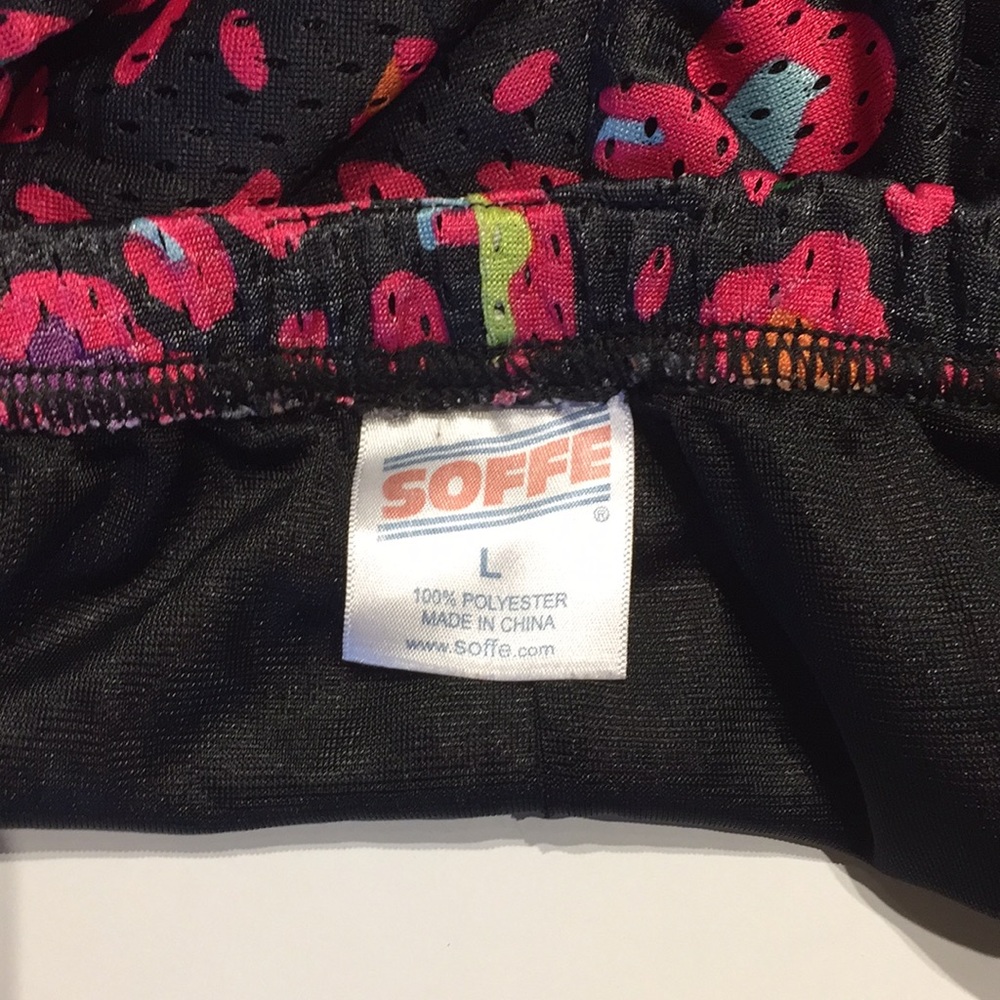 SOFFE
®
L
100% POLYESTER
MADE IN CHINA
www.soffe.com